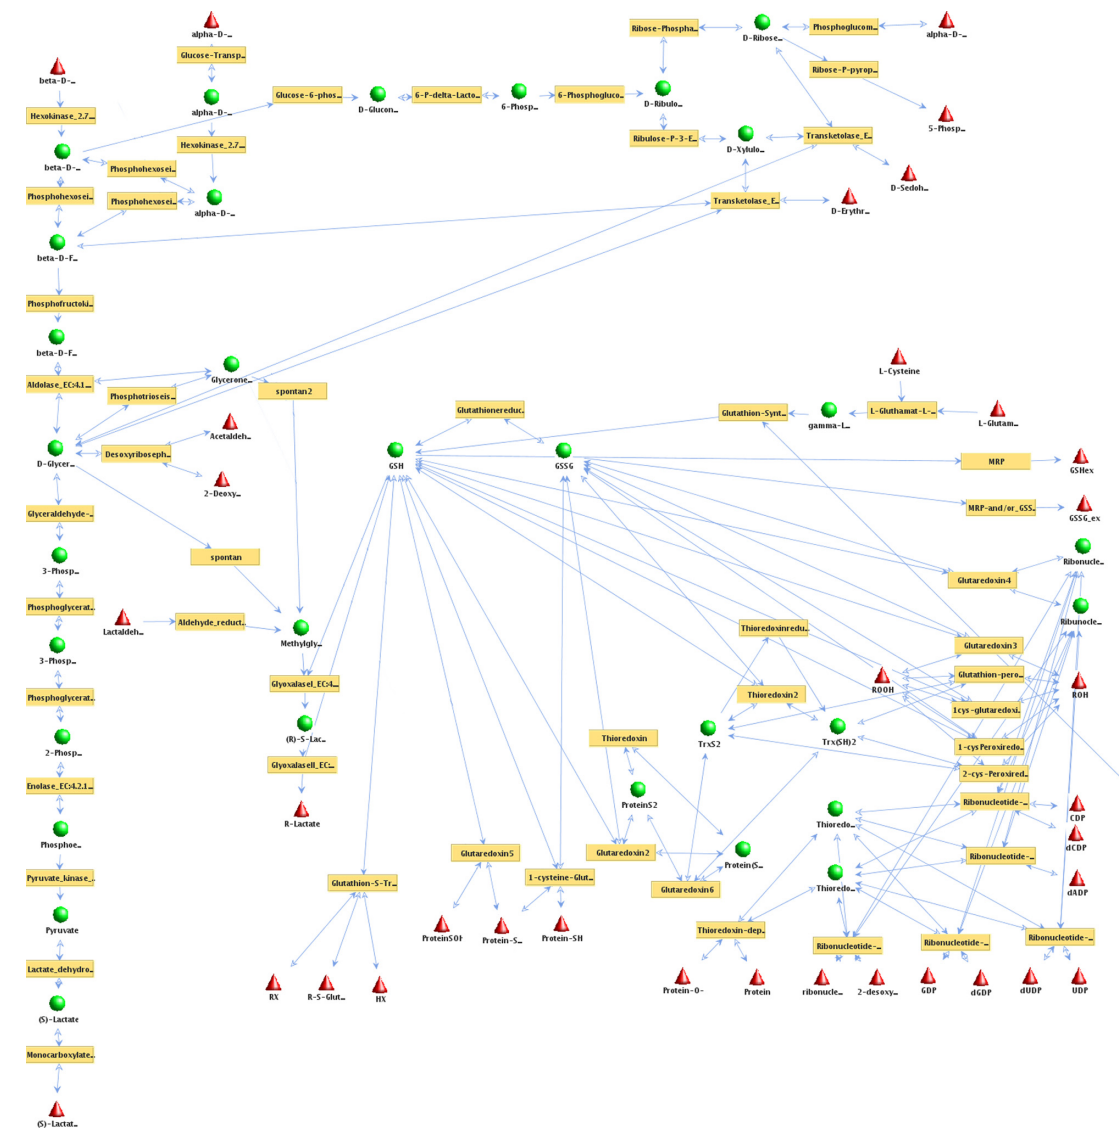 alpha-D-...
Ribose-Phospha...
D-Ribose...
Phosphoglucom...
alpha-D-...
Glucose-Transp...
beta-D-...
Ribose-P-pyrop...
Glucose-6-phos...
D-Glucon...
6-P-delta-Lacto...
6-Phosp...
6-Phosphogluco...
D-Ribulo...
alpha-D-...
Hexokinase_2.7...
5-Phosp...
Hexokinase_2.7...
Ribulose-P-3-E...
D-Xylulo...
Transketolase_E...
beta-D-...
Phosphohexosei...
D-Sedoh...
Phosphohexosei...
Phosphohexosei...
alpha-D-...
Transketolase_E...
D-Erythr...
beta-D-F...
Phosphofructoki...
beta-D-F...
L-Cysteine
Aldolase_EC:4.1...
Glycerone...
Phosphotrioseis...
spontan2
Glutathionereduc...
Glutathion-Synt...
gamma-L...
L-Gluthamat-L-...
L-Glutam...
Acetaldeh...
D-Glycer...
Desoxyriboseph...
GSH
GSSG
MRP
GSHex
2-Deoxy...
Glyceraldehyde-...
MRP-and/or_GSS...
GSSG_ex
3-Phosp...
spontan
Ribonucle...
Glutaredoxin4
Phosphoglycerat...
Lactaldeh...
Aldehyde_reduct...
Methylgly...
Thioredoxinredu...
Ribunocle...
3-Phosp...
Glutaredoxin3
Glutathion-pero...
Phosphoglycerat...
GlyoxalaseI_EC:4...
Thioredoxin2
ROOH
ROH
1cys-glutaredoxi...
(R)-S-Lac...
Thioredoxin
TrxS2
Trx(SH)2
2-Phosp...
1-cysPeroxiredo...
GlyoxalaseII_EC:...
2-cys-Peroxired...
Enolase_EC:4.2.1...
ProteinS2
R-Lactate
Ribonucleotide-...
CDP
Thioredo...
dCDP
Phosphoe...
Glutaredoxin5
Glutaredoxin2
Protein(S...
Ribonucleotide-...
Pyruvate_kinase_...
Glutathion-S-Tr...
1-cysteine-Glut...
Glutaredoxin6
Thioredo...
dADP
Pyruvate
ProteinSOH
Protein-S...
Protein-SH
Thioredoxin-dep...
Ribonucleotide-...
Ribonucleotide-...
Ribonucleotide-...
Lactate_dehydro...
RX
R-S-Glut...
HX
Protein-O-
Protein
ribonucle...
2-desoxy...
GDP
dGDP
dUDP
UDP
(S)-Lactate
Monocarboxylate...
(S)-Lactat...